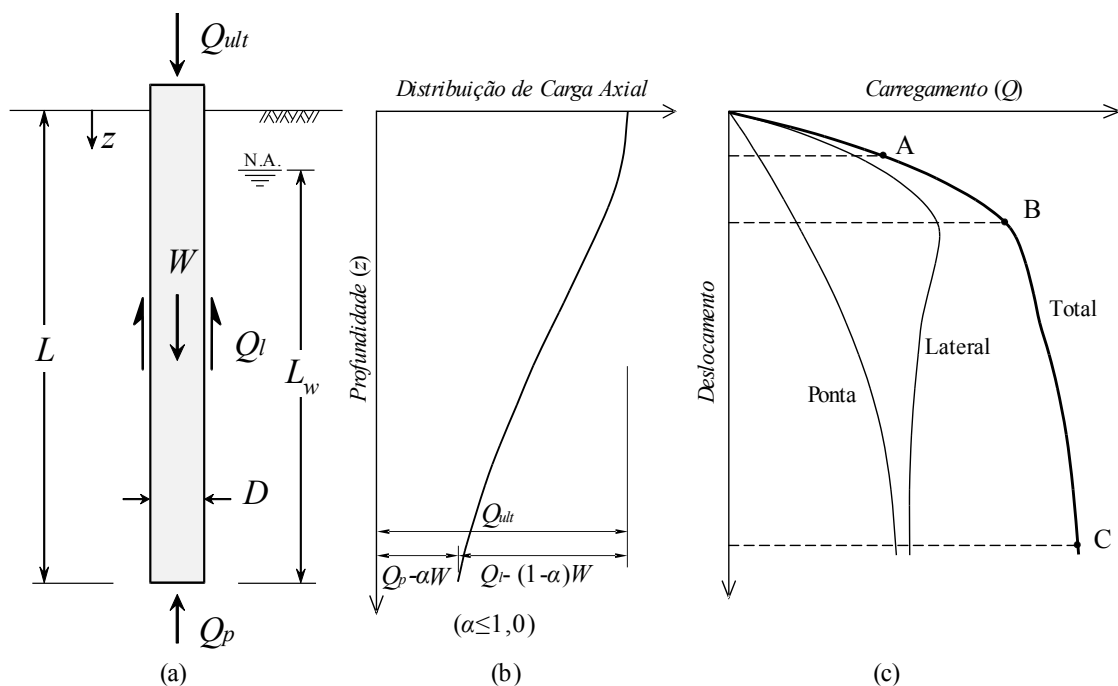 Qult
z
N.A.
W
L
Ql
Lw
D
Qp
(a)
Distribuição de Carga Axial
Profundidade (z)
Qult
Qp-αW
Ql-(1-α)W
(α≤1,0)
(b)
Carregamento (Q)
Deslocamento
A
B
Total
Lateral
Ponta
C
(c)